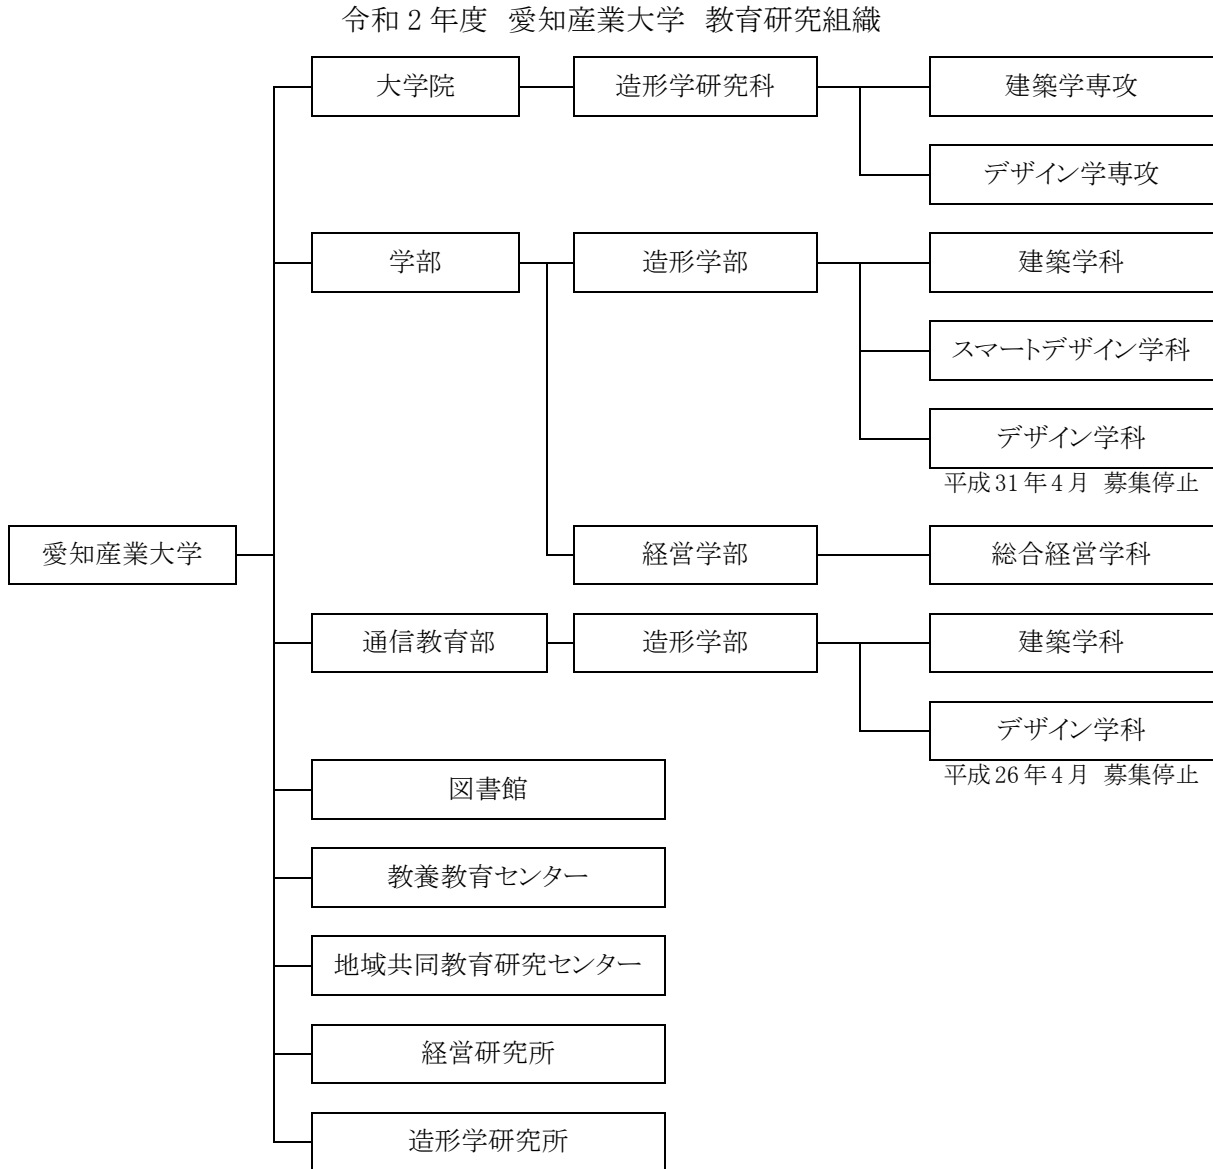 令和2年度 愛知産業大学 教育研究組織
大学院
造形学研究科
建築学専攻
デザイン学専攻
学部
造形学部
建築学科
スマートデザイン学科
デザイン学科
平成31年4月 募集停止
愛知産業大学
経営学部
総合経営学科
通信教育部
造形学部
建築学科
デザイン学科
平成26年4月 募集停止
図書館
教養教育センター
地域共同教育研究センター
経営研究所
造形学研究所